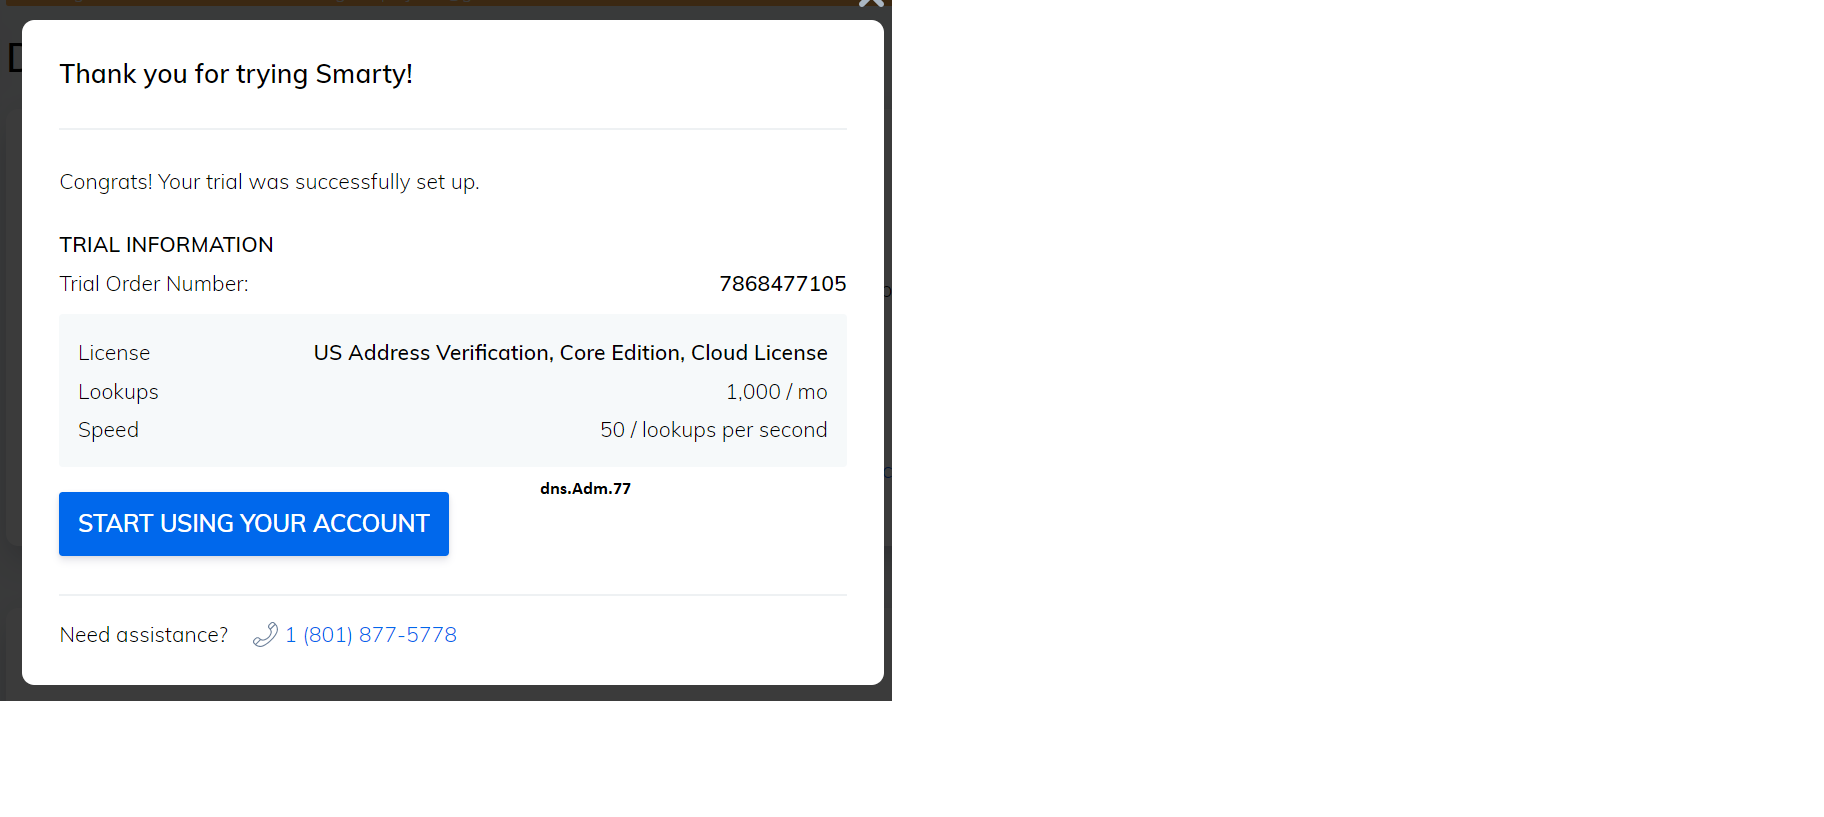 Thank you for trying Smarty!
Congrats! Your trial was successfully set up.
TRIAL INFORMATION
Trial Order Number: 7868477105
License US Address Verification, Core Edition, Cloud License
Lookups 1,000 / mo
Speed 50 / lookups per second
dns.Adm.77
START USING YOUR ACCOUNT
Need assistance? 1 (801) 877-5778